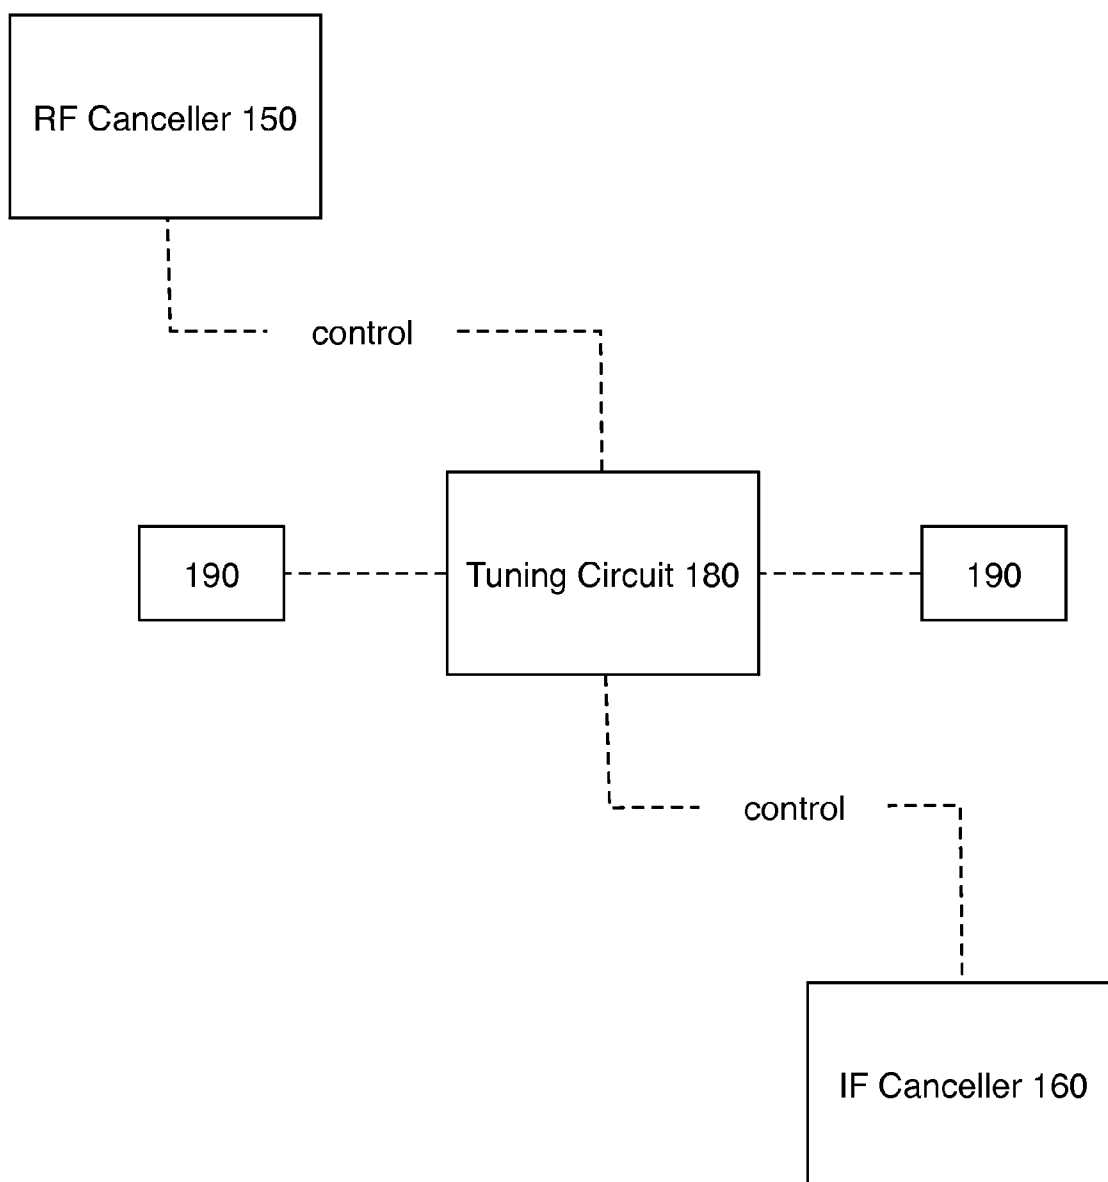 RF Canceller 150
control
190
Tuning Circuit 180
190
control
IF Canceller 160